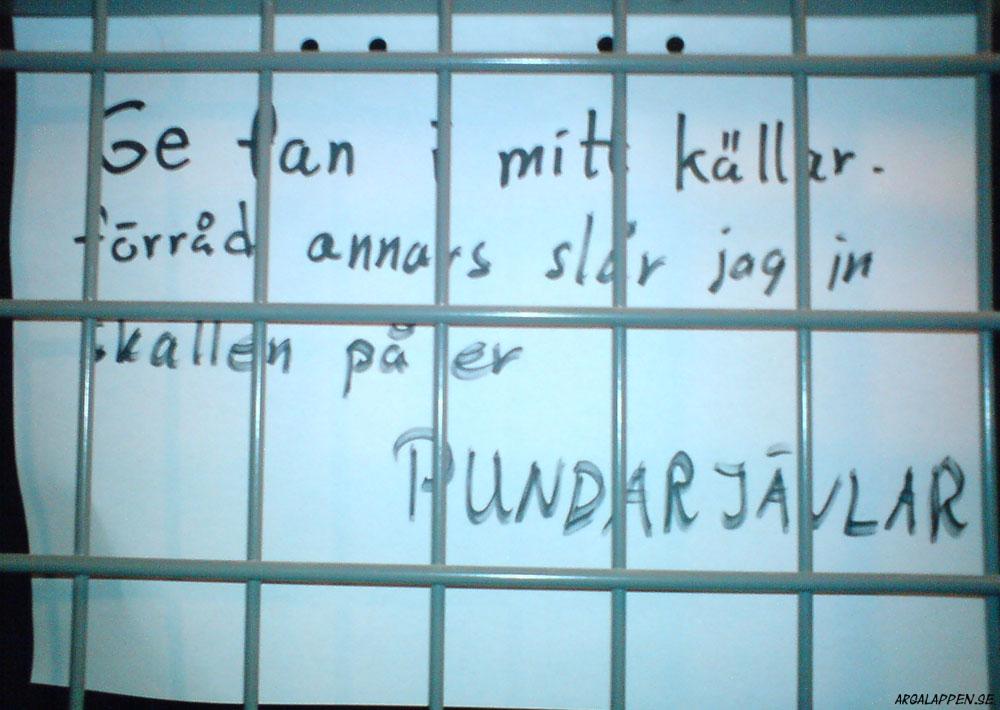 Ge fan i mitt källar-
förråd annars slår jag in
skallen på er
PUNDARJÄVLAR
ARGALAPPEN.SE